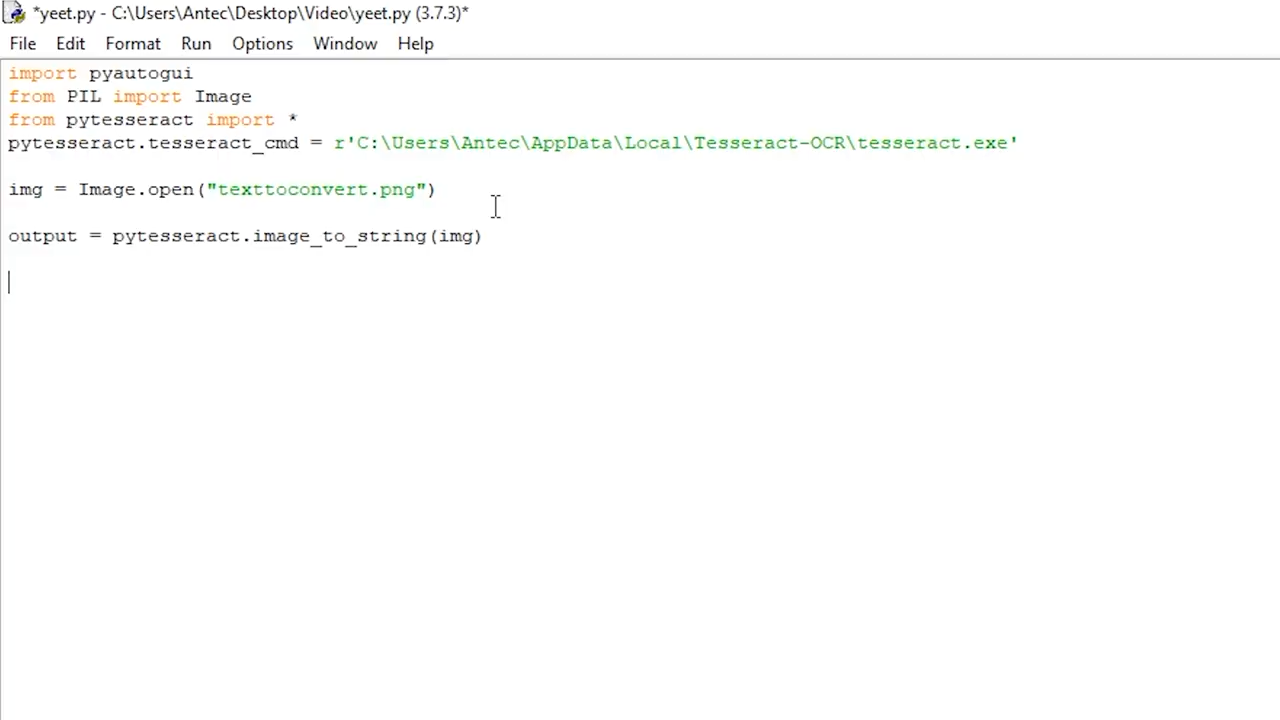 *yeet.py - C:\Users\Antec\Desktop\Video\yeet.py (3.7.3)*
File Edit Format Run Options Window Help
import pyautogui
from PIL import Image
from pytesseract import *
pytesseract.tesseract_cmd = r'C:\Users\Antec\AppData\Local\Tesseract-OCR\tesseract.exe'
img = Image.open("texttoconvert.png")
output = pytesseract.image_to_string(img)